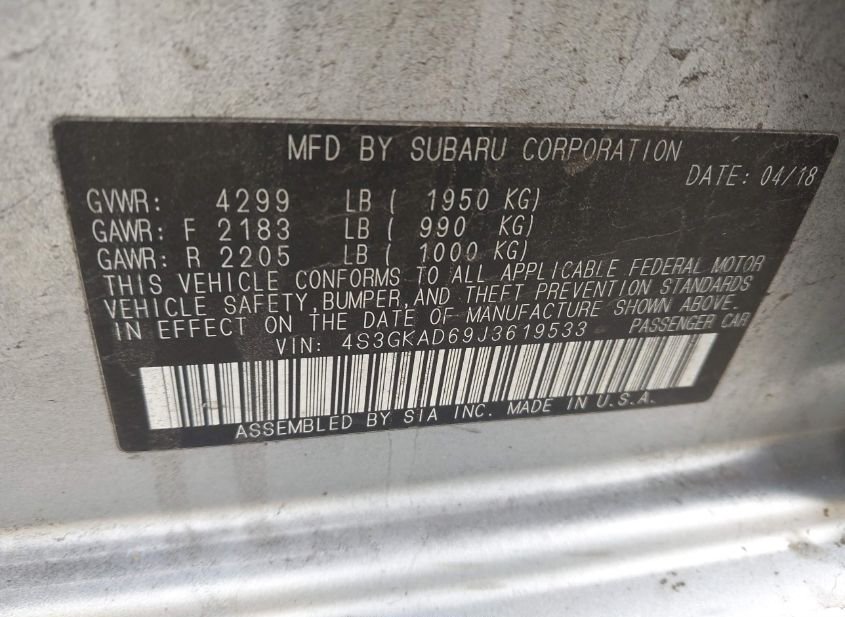 MFD BY SUBARU CORPORATION
DATE: 04/18
GVWR: 4299 LB ( 1950 KG)
GAWR: F 2183 LB ( 990 KG)
GAWR: R 2205 LB ( 1000 KG)
THIS VEHICLE CONFORMS TO ALL APPLICABLE FEDERAL MOTOR
VEHICLE SAFETY,BUMPER,AND THEFT PREVENTION STANDARDS
IN EFFECT ON THE DATE OF MANUFACTURE SHOWN ABOVE.
VIN: 4S3GKAD69J3619533 PASSENGER CAR
ASSEMBLED BY SIA INC. MADE IN U.S.A.